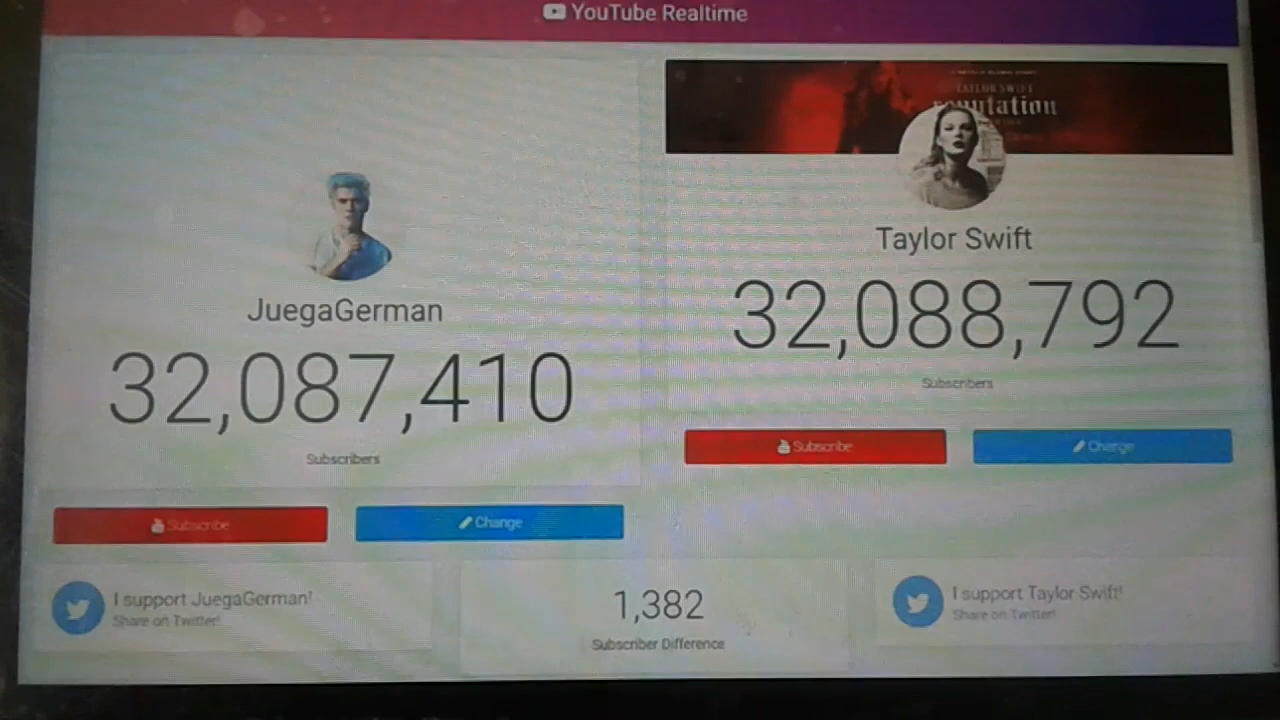 YouTube Realtime
TAYLOR SWIFT
reputation
JuegaGerman
32,087,410
Subscribers
Subscribe
Change
Taylor Swift
32,088,792
Subscribers
Subscribe
Change
I support JuegaGerman!
Share on Twitter!
1,382
Subscriber Difference
I support Taylor Swift!
Share on Twitter!